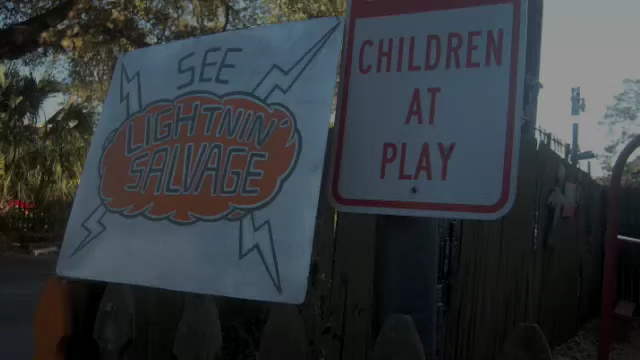 SEE
LIGHTNIN'
SALVAGE
CHILDREN
AT
PLAY